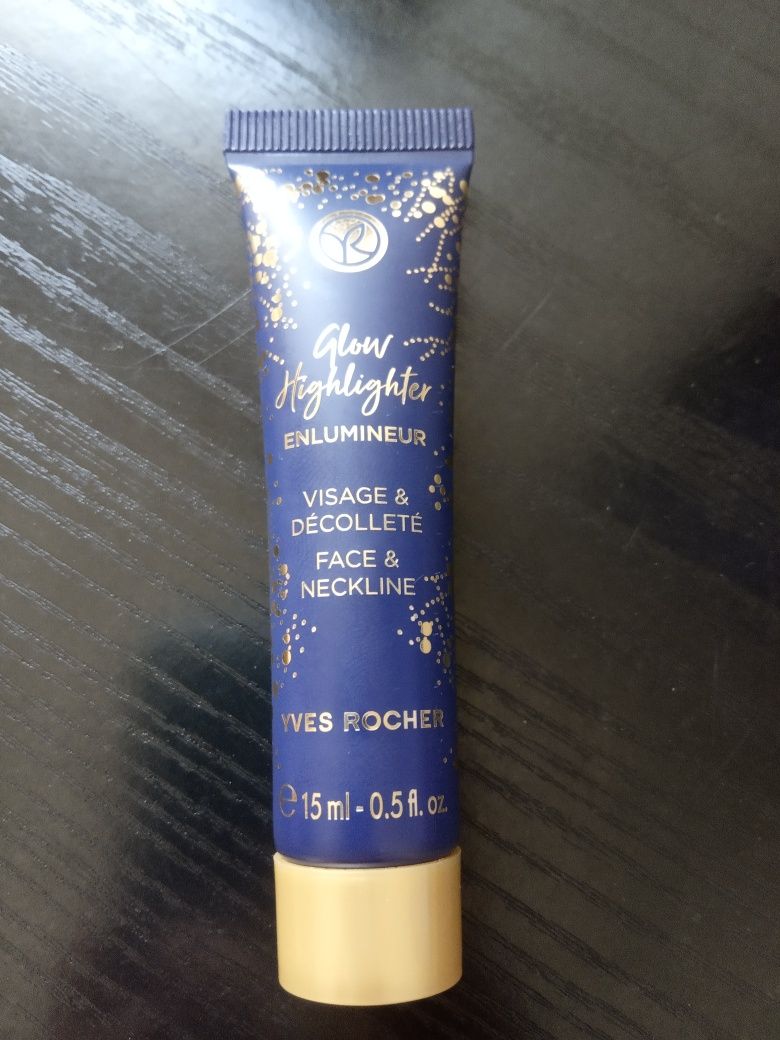 Glow
Highlighter
ENLUMINEUR
VISAGE &
DÉCOLLETÉ
FACE &
NECKLINE
YVES ROCHER
℮ 15 ml - 0.5 fl. oz.